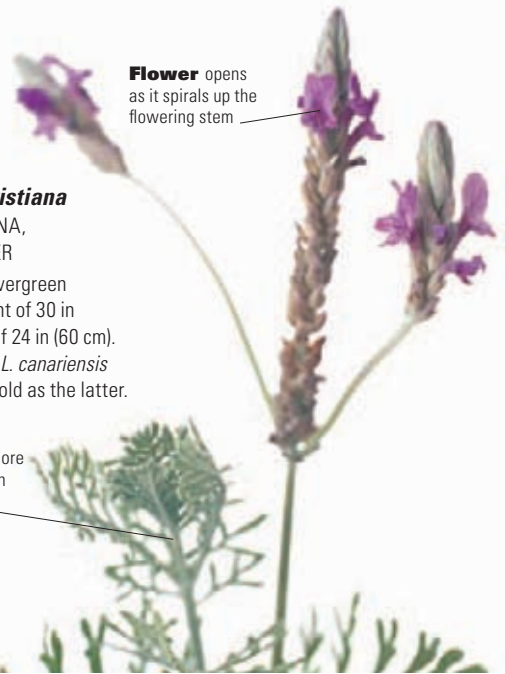 Flower opens
as it spirals up the
flowering stem
istiana
NA,
ER
vergreen
nt of 30 in
f 24 in (60 cm).
L. canariensis
old as the latter.
ore
n